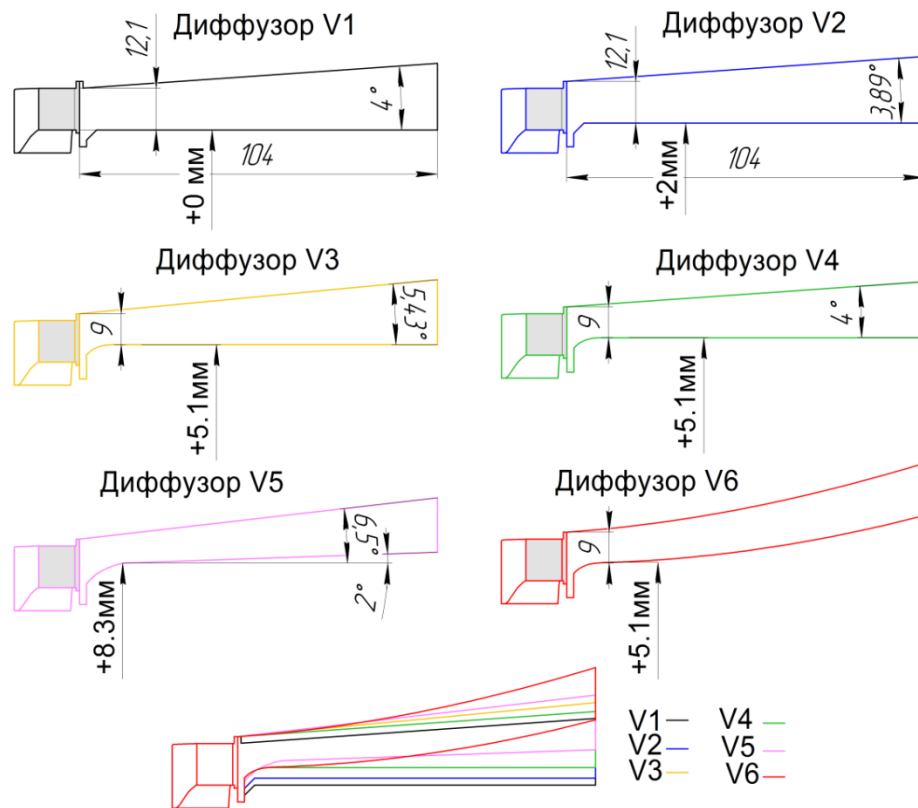 Диффузор V1
12,1
4°
104
+0 мм
Диффузор V2
12,1
3,89°
104
+2мм
Диффузор V3
9
5,43°
+5.1мм
Диффузор V4
9
4°
+5.1мм
Диффузор V5
6,5°
2°
+8.3мм
Диффузор V6
9
+5.1мм
V1
V4
V2
V5
V3
V6